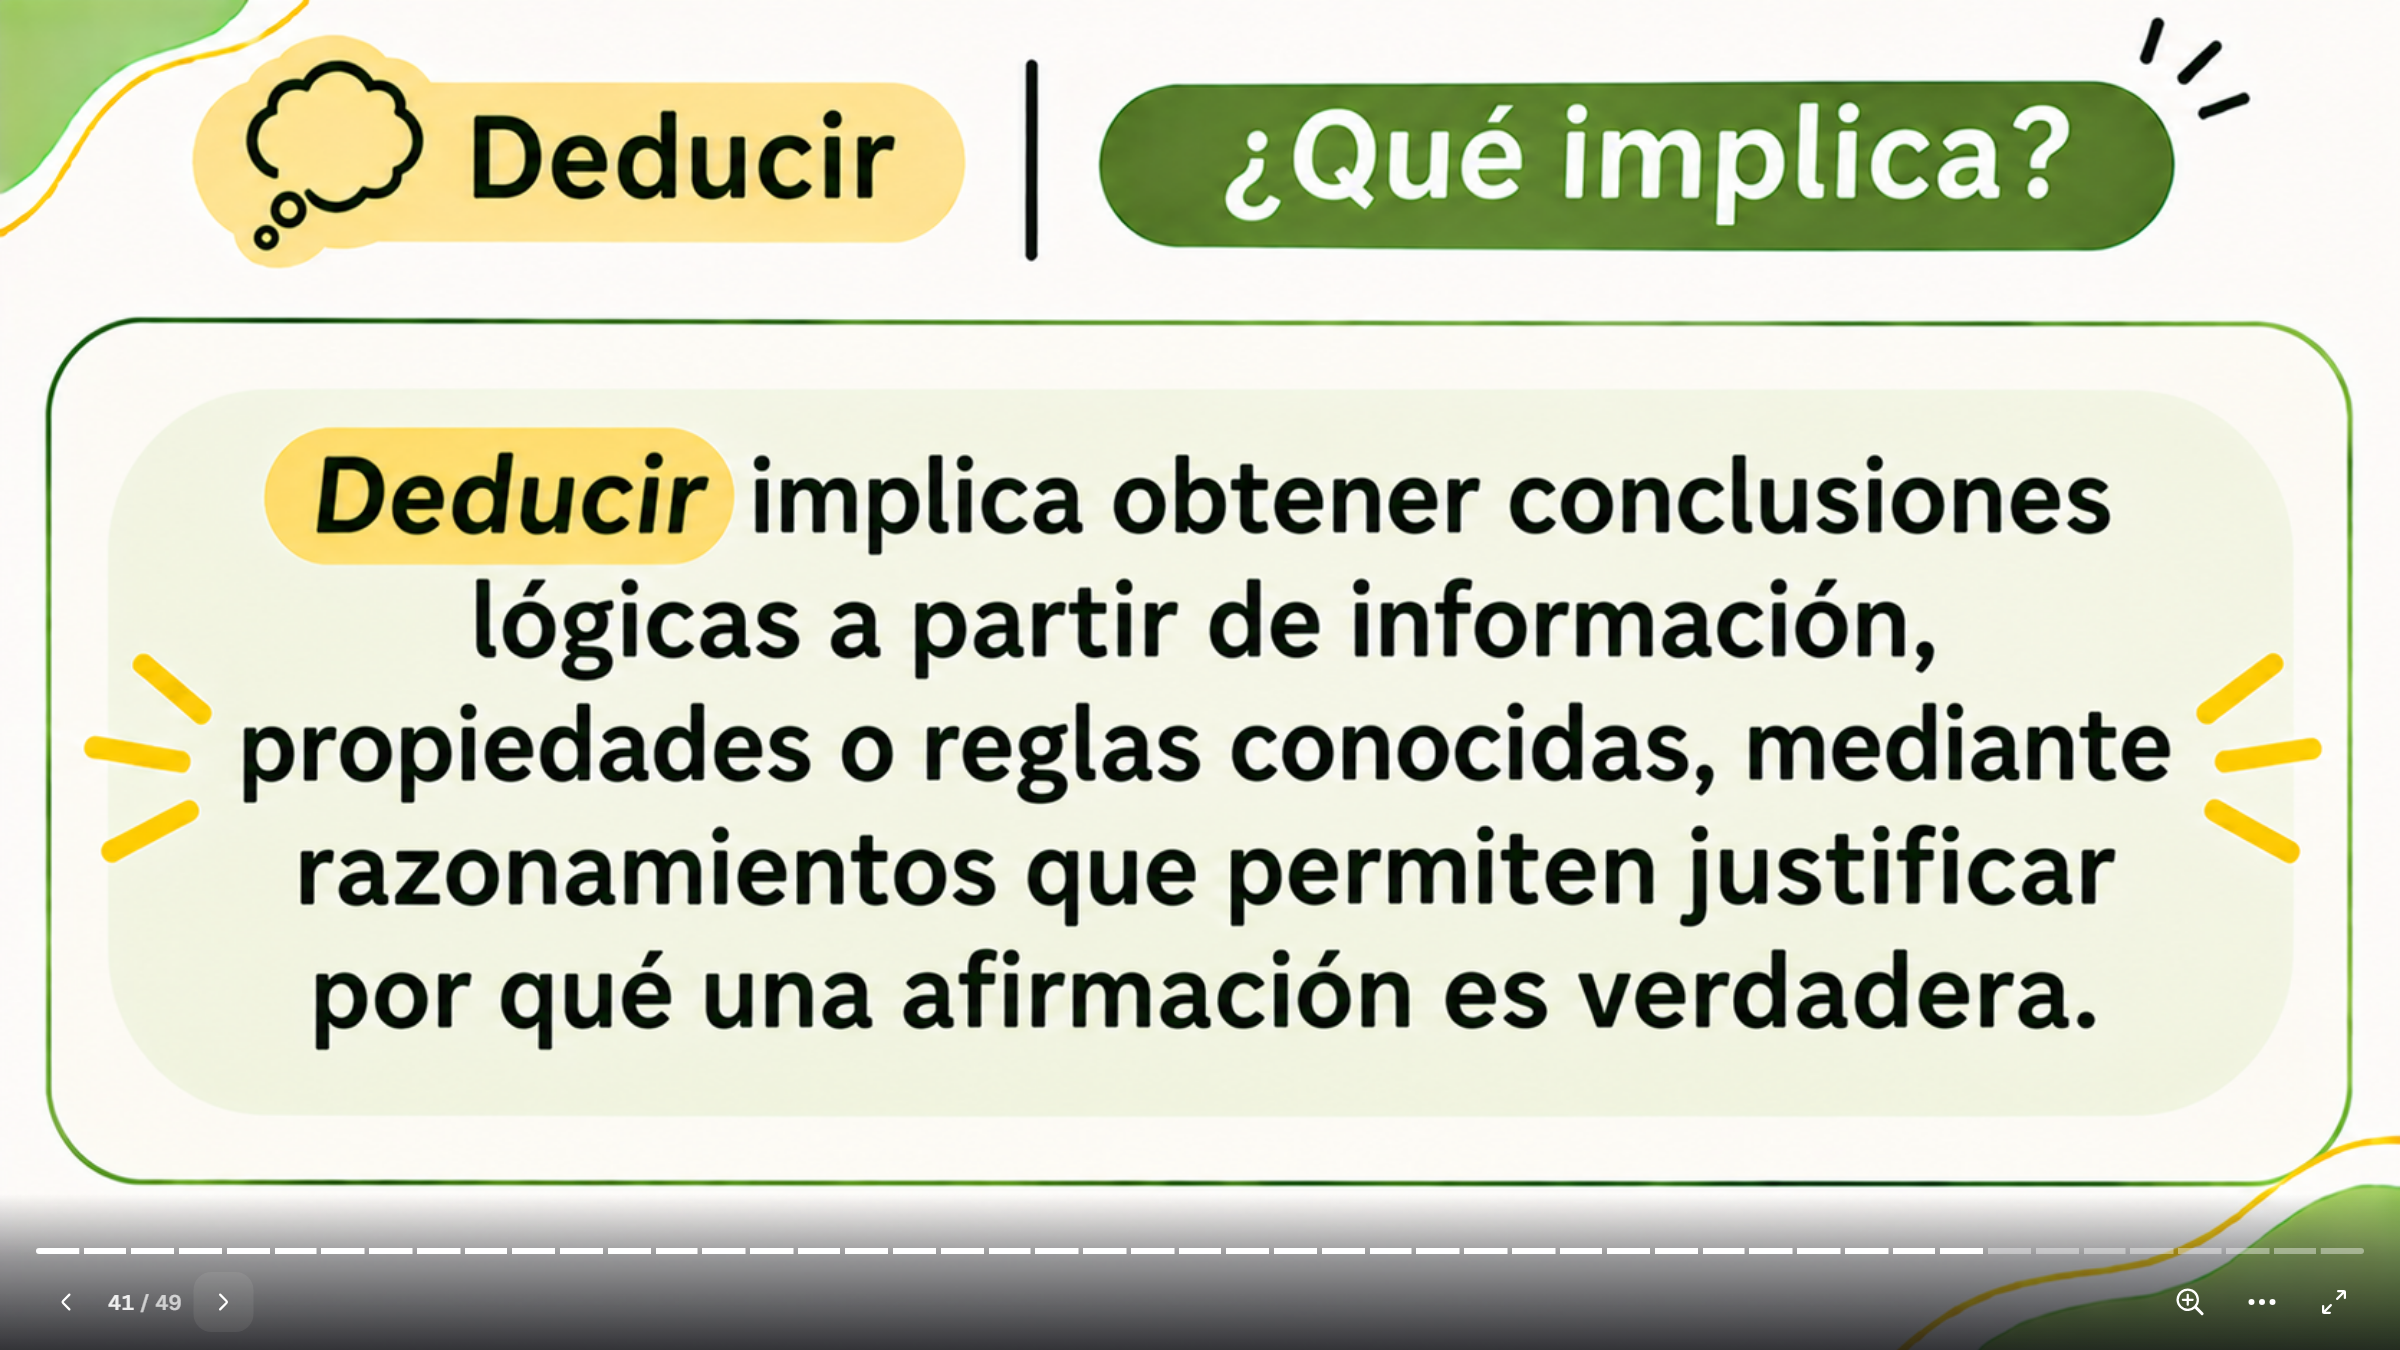 Deducir
¿Qué implica?
Deducir implica obtener conclusiones
lógicas a partir de información,
propiedades o reglas conocidas, mediante
razonamientos que permiten justificar
por qué una afirmación es verdadera.
41 / 49